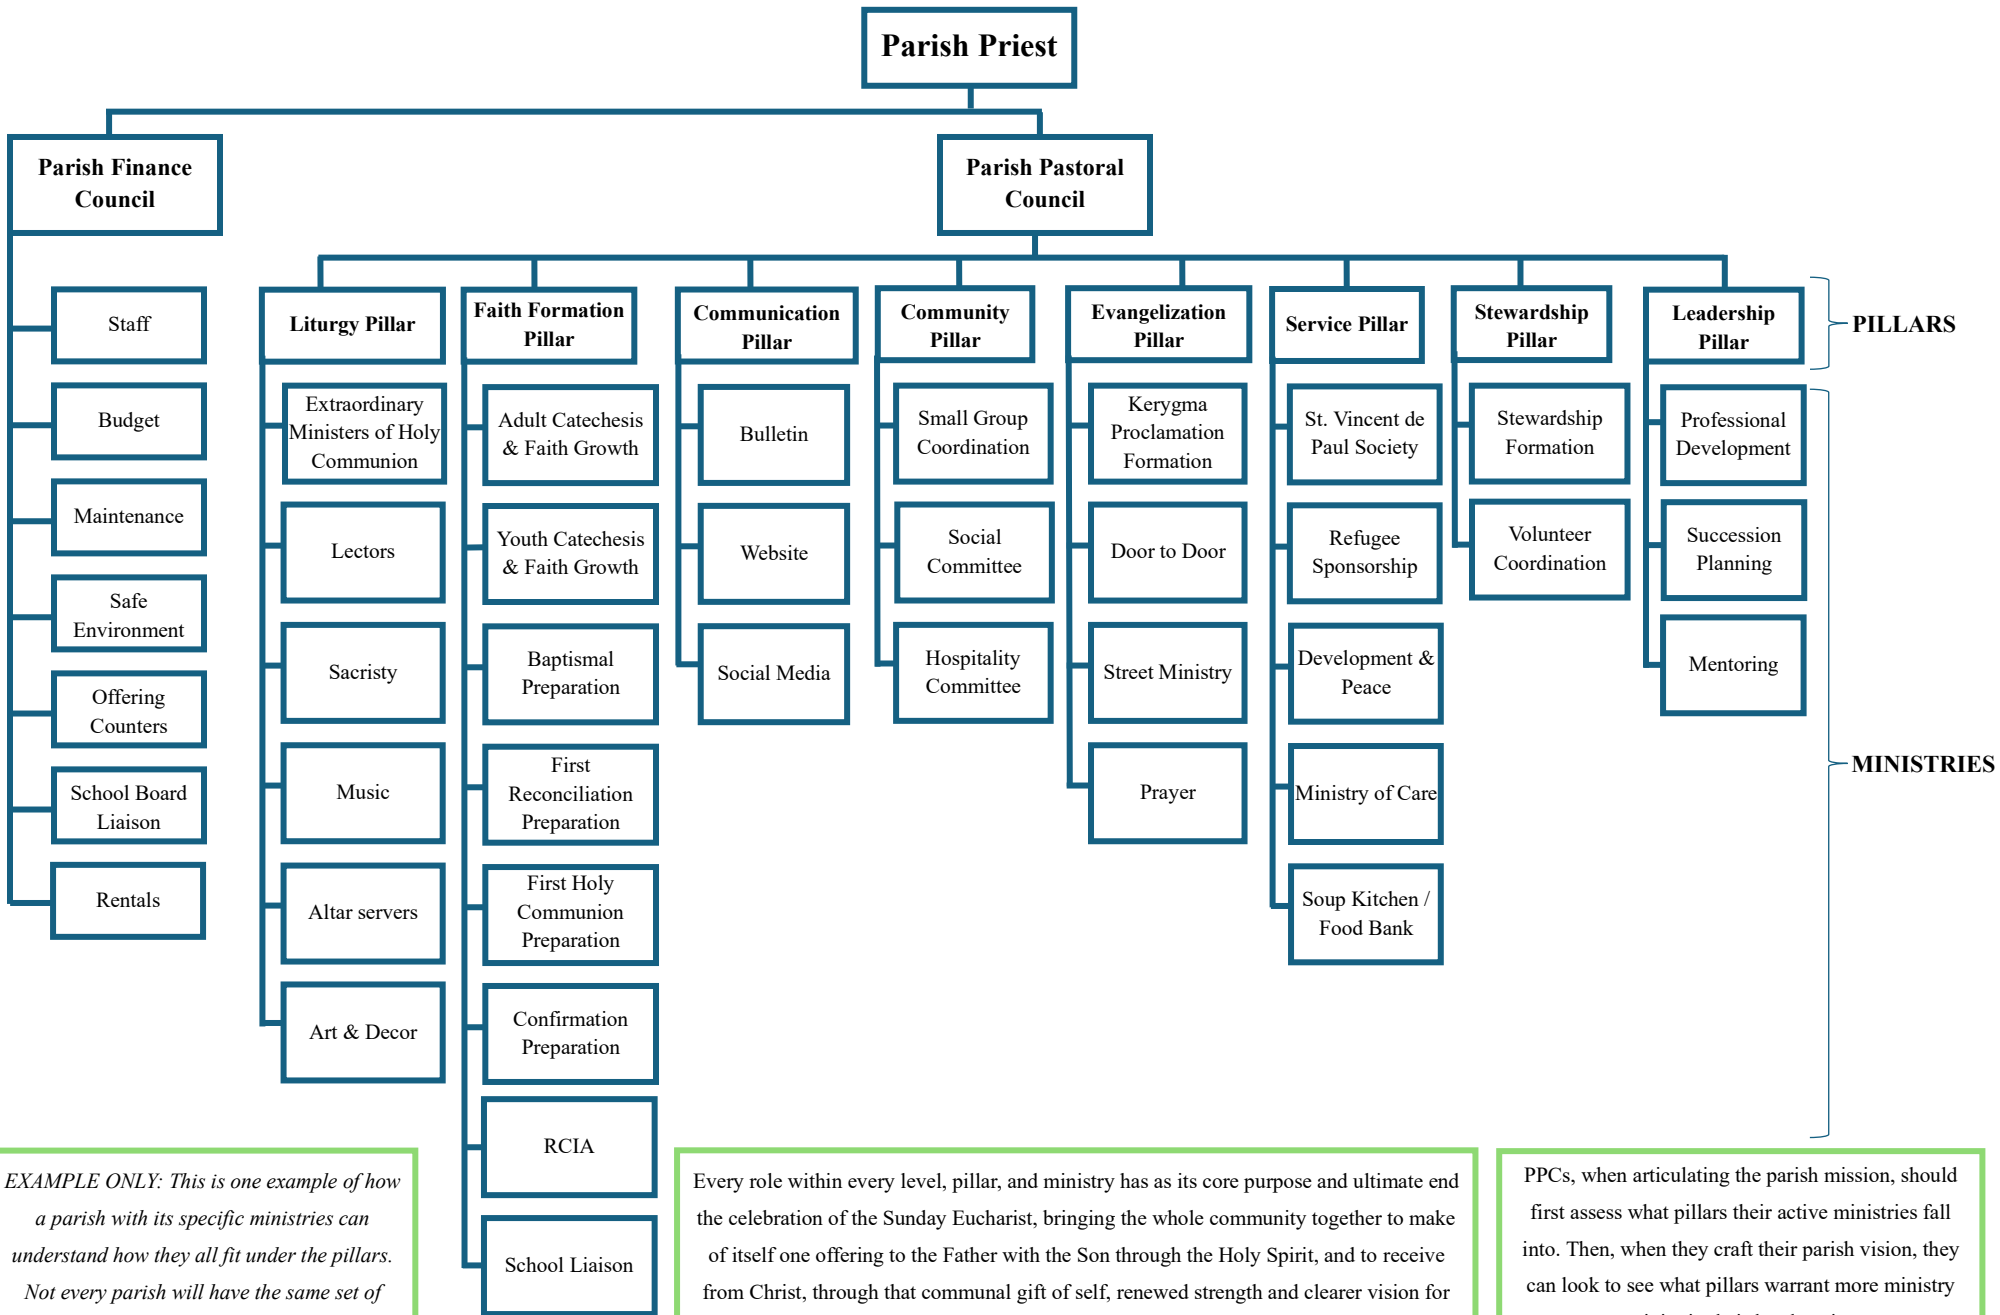 Parish Priest
Parish Finance
Council
Parish Pastoral
Council
Staff
Budget
Maintenance
Safe
Environment
Offering
Counters
School Board
Liaison
Rentals
Liturgy Pillar
Extraordinary
Ministers of Holy
Communion
Lectors
Sacristy
Music
Altar servers
Art & Decor
Faith Formation
Pillar
Adult Catechesis
& Faith Growth
Youth Catechesis
& Faith Growth
Baptismal
Preparation
First
Reconciliation
Preparation
First Holy
Communion
Preparation
Confirmation
Preparation
RCIA
School Liaison
Communication
Pillar
Bulletin
Website
Social Media
Community
Pillar
Small Group
Coordination
Social
Committee
Hospitality
Committee
Evangelization
Pillar
Kerygma
Proclamation
Formation
Door to Door
Street Ministry
Prayer
Service Pillar
St. Vincent de
Paul Society
Refugee
Sponsorship
Development &
Peace
Ministry of Care
Soup Kitchen /
Food Bank
Stewardship
Pillar
Stewardship
Formation
Volunteer
Coordination
Leadership
Pillar
Professional
Development
Succession
Planning
Mentoring
PILLARS
MINISTRIES
EXAMPLE ONLY: This is one example of how
a parish with its specific ministries can
understand how they all fit under the pillars.
Not every parish will have the same set of
Every role within every level, pillar, and ministry has as its core purpose and ultimate end
the celebration of the Sunday Eucharist, bringing the whole community together to make
of itself one offering to the Father with the Son through the Holy Spirit, and to receive
from Christ, through that communal gift of self, renewed strength and clearer vision for
PPCs, when articulating the parish mission, should
first assess what pillars their active ministries fall
into. Then, when they craft their parish vision, they
can look to see what pillars warrant more ministry